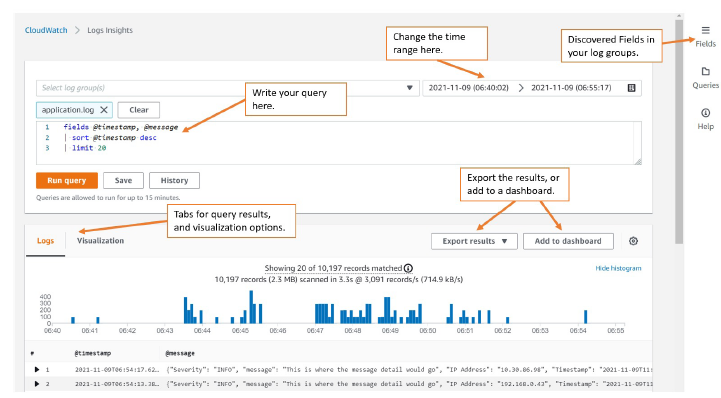 CloudWatch > Logs Insights
Change the time
range here.
Discovered Fields in
your log groups.
Fields
Queries
Help
Select log group(s)
2021-11-09 (06:40:02) > 2021-11-09 (06:55:17)
Write your query
here.
application.log X Clear
1 fields @timestamp, @message
2 | sort @timestamp desc
3 | limit 20
Run query Save History
Queries are allowed to run for up to 15 minutes.
Export the results, or
add to a dashboard.
Tabs for query results,
and visualization options.
Logs Visualization Export results ▼ Add to dashboard
Showing 20 of 10,197 records matched
Hide histogram
10,197 records (2.3 MB) scanned in 3.3s @ 3,091 records/s (714.9 kB/s)
400
300
200
100
0
06:40 06:41 06:42 06:43 06:44 06:45 06:46 06:47 06:48 06:49 06:50 06:51 06:52 06:53 06:54 06:55
# @timestamp @message
1 2021-11-09T06:54:17.62… {"Severity": "INFO", "message": "This is where the message detail would go", "IP Address": "10.30.86.98", "Timestamp": "2021-11-09T11:
2 2021-11-09T06:54:13.38… {"Severity": "INFO", "message": "This is where the message detail would go", "IP Address": "192.168.0.43", "Timestamp": "2021-11-09T11